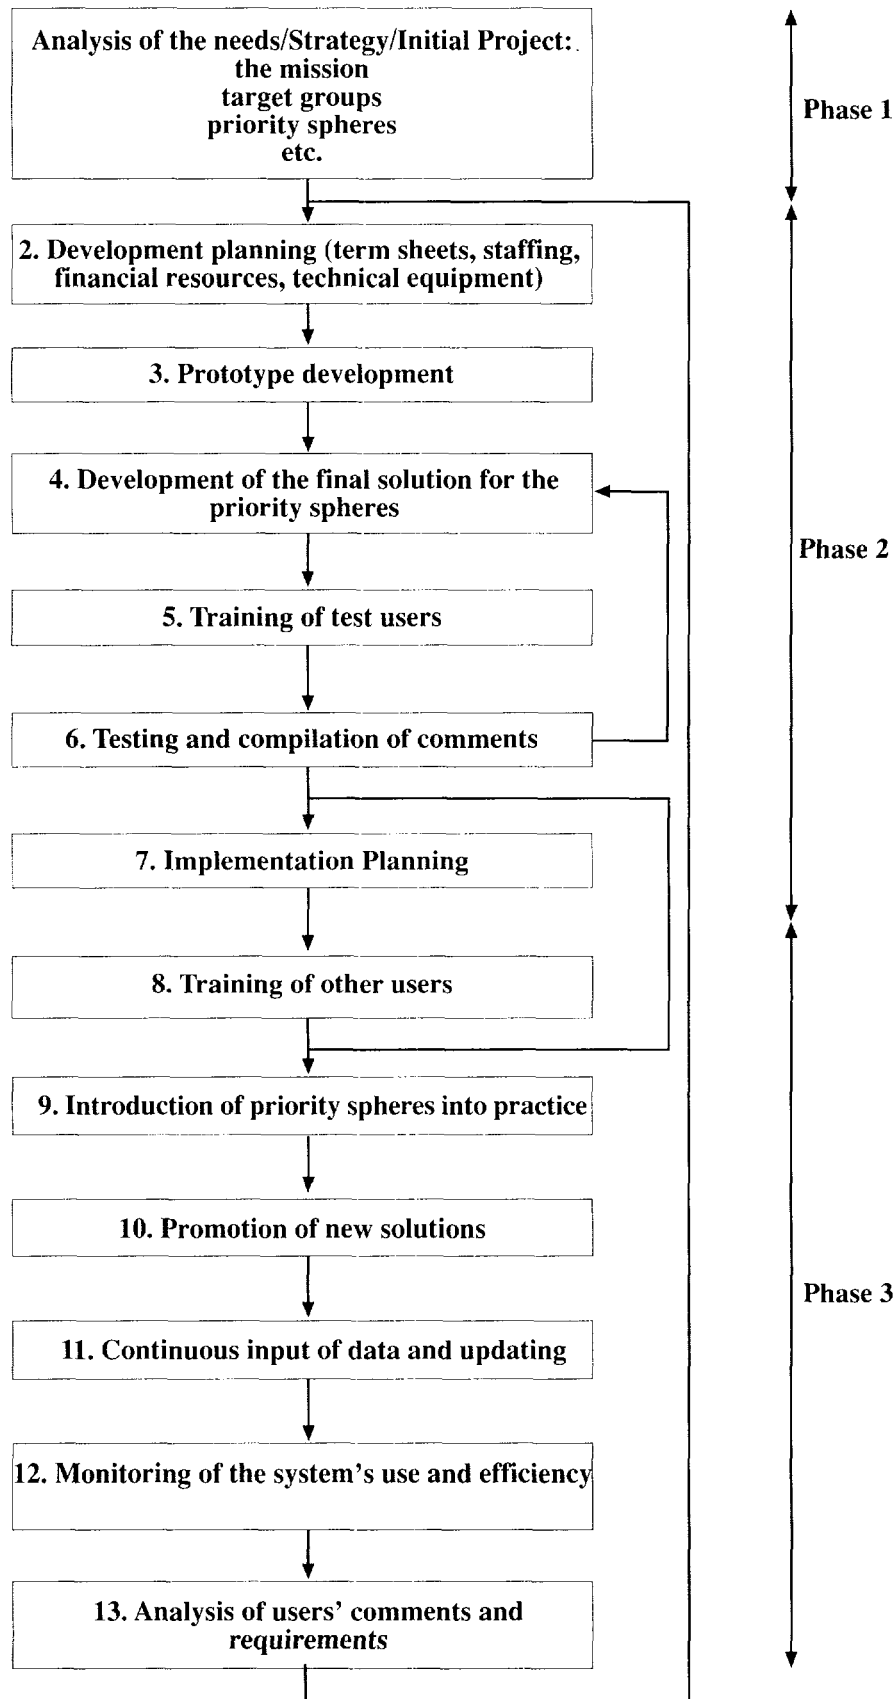 Analysis of the needs/Strategy/Initial Project:
the mission
target groups
priority spheres
etc.
Phase 1
2. Development planning (term sheets, staffing,
financial resources, technical equipment)
3. Prototype development
4. Development of the final solution for the
priority spheres
Phase 2
5. Training of test users
6. Testing and compilation of comments
7. Implementation Planning
8. Training of other users
9. Introduction of priority spheres into practice
10. Promotion of new solutions
Phase 3
11. Continuous input of data and updating
12. Monitoring of the system's use and efficiency
13. Analysis of users' comments and
requirements